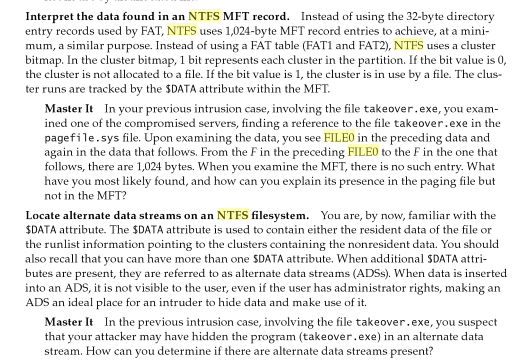 Interpret the data found in an NTFS MFT record. Instead of using the 32-byte directory
entry records used by FAT, NTFS uses 1,024-byte MFT record entries to achieve, at a mini-
mum, a similar purpose. Instead of using a FAT table (FAT1 and FAT2), NTFS uses a cluster
bitmap. In the cluster bitmap, 1 bit represents each cluster in the partition. If the bit value is 0,
the cluster is not allocated to a file. If the bit value is 1, the cluster is in use by a file. The clus-
ter runs are tracked by the $DATA attribute within the MFT.
Master It In your previous intrusion case, involving the file takeover.exe, you exam-
ined one of the compromised servers, finding a reference to the file takeover.exe in the
pagefile.sys file. Upon examining the data, you see FILE0 in the preceding data and
again in the data that follows. From the F in the preceding FILE0 to the F in the one that
follows, there are 1,024 bytes. When you examine the MFT, there is no such entry. What
have you most likely found, and how can you explain its presence in the paging file but
not in the MFT?
Locate alternate data streams on an NTFS filesystem. You are, by now, familiar with the
$DATA attribute. The $DATA attribute is used to contain either the resident data of the file or
the runlist information pointing to the clusters containing the nonresident data. You should
also recall that you can have more than one $DATA attribute. When additional $DATA attri-
butes are present, they are referred to as alternate data streams (ADSs). When data is inserted
into an ADS, it is not visible to the user, even if the user has administrator rights, making an
ADS an ideal place for an intruder to hide data and make use of it.
Master It In the previous intrusion case, involving the file takeover.exe, you suspect
that your attacker may have hidden the program (takeover.exe) in an alternate data
stream. How can you determine if there are alternate data streams present?